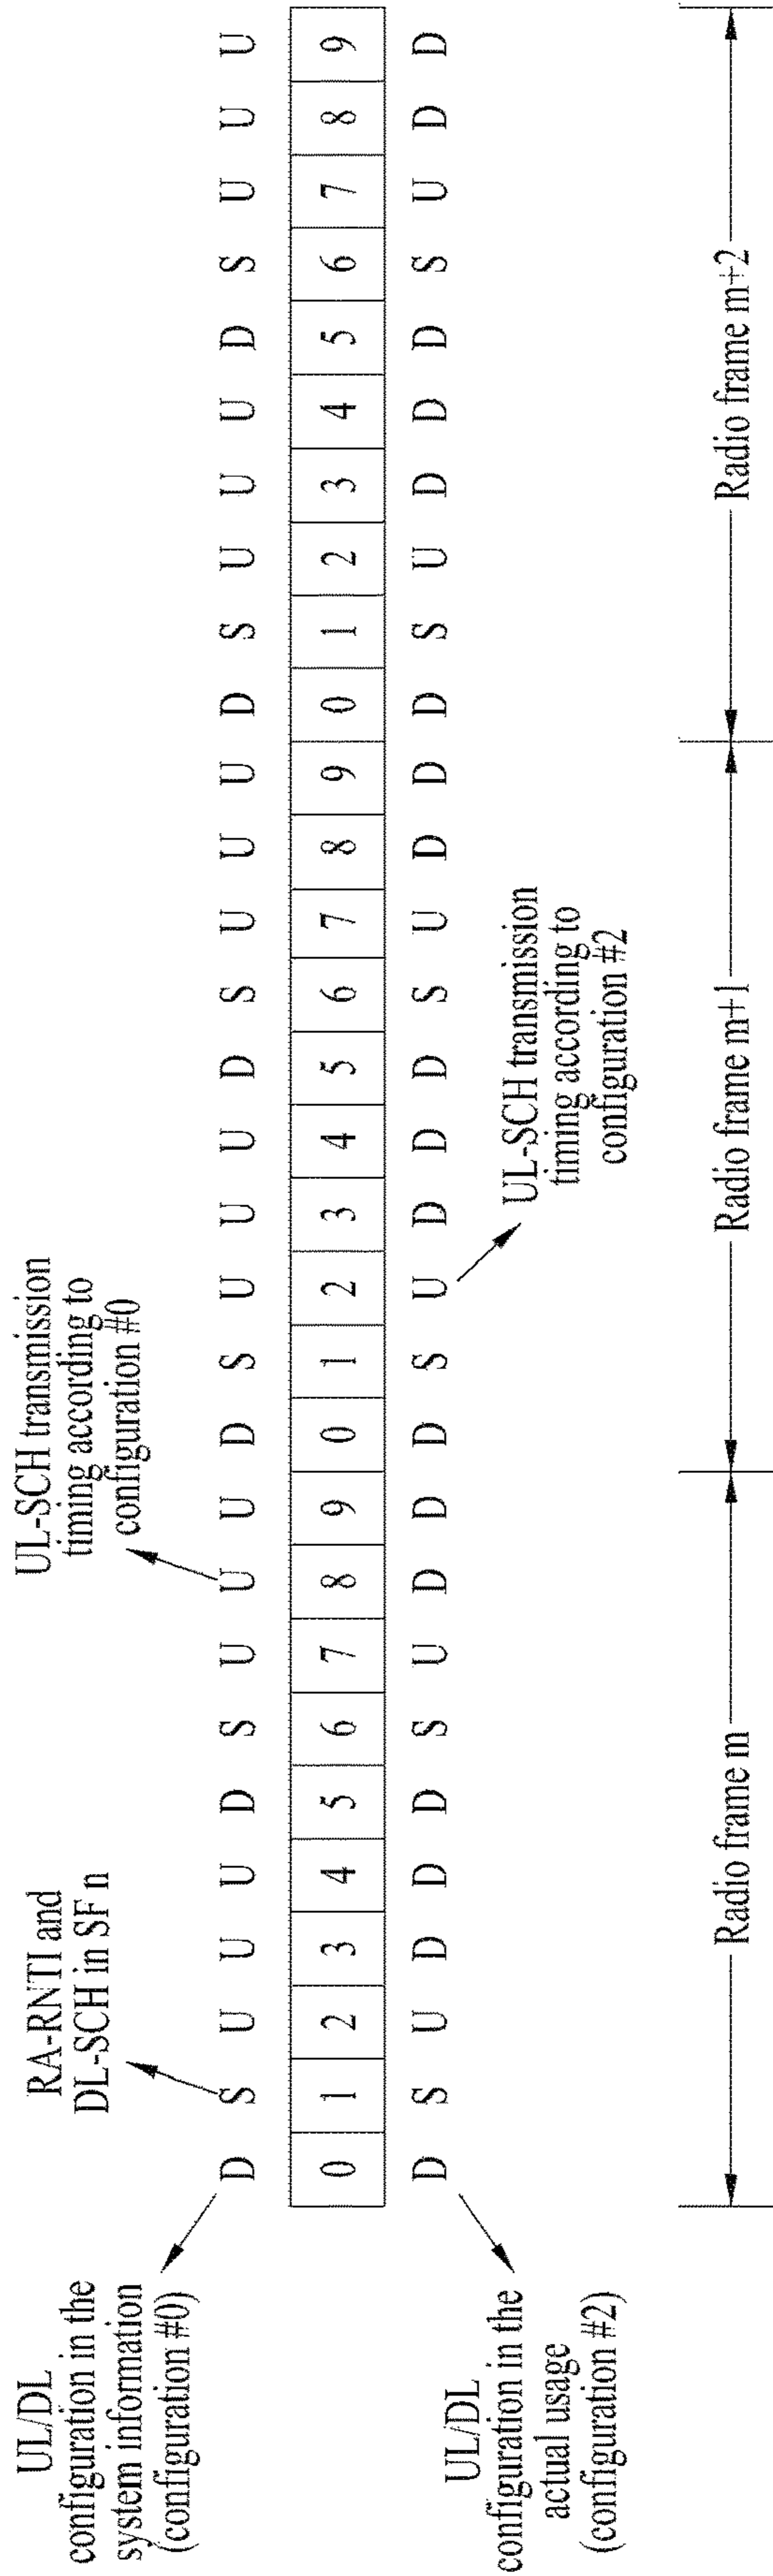 RA-RNTI and
DL-SCH in SF n
UL-SCH transmission
timing according to
configuration #0
UL/DL
configuration in the
system information
(configuration #0)
D S U U U D S U U U D S U U U D S U U U D S U U U D S U U U
0 1 2 3 4 5 6 7 8 9 0 1 2 3 4 5 6 7 8 9 0 1 2 3 4 5 6 7 8 9
D S U D D D S U D D D S U D D D S U D D D S U D D D S U D D
UL/DL
configuration in the
actual usage
(configuration #2)
UL-SCH transmission
timing according to
configuration #2
Radio frame m
Radio frame m+1
Radio frame m+2